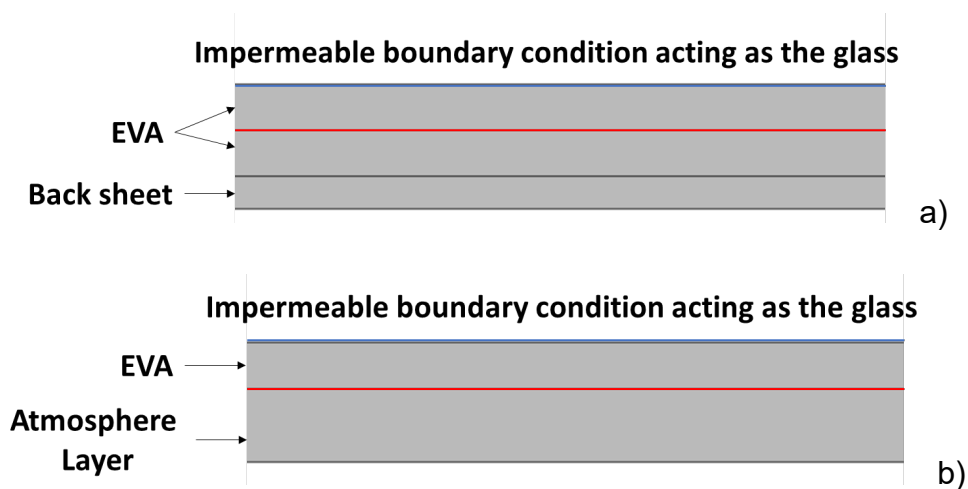 Impermeable boundary condition acting as the glass
EVA
Back sheet
a)
Impermeable boundary condition acting as the glass
EVA
Atmosphere
Layer
b)